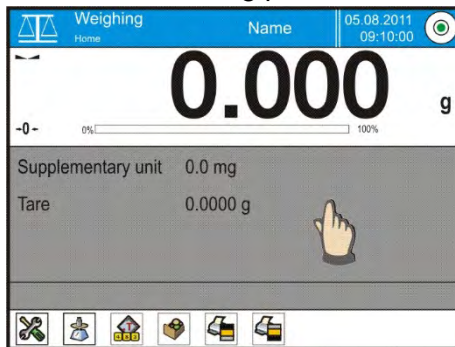 Weighing
Home
Name
05.08.2011
09:10:00
0.000
g
→0←
0%
100%
Supplementary unit 0.0 mg
Tare 0.0000 g